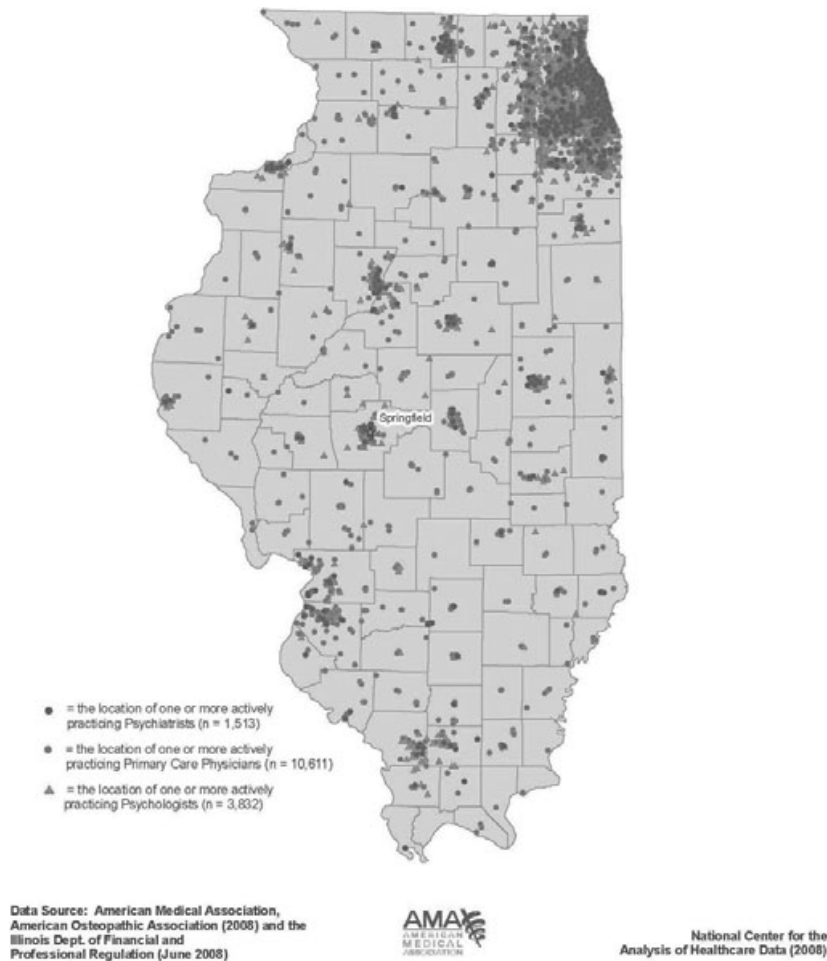 Springfield
= the location of one or more actively
practicing Psychiatrists (n = 1,513)
= the location of one or more actively
practicing Primary Care Physicians (n = 10,611)
= the location of one or more actively
practicing Psychologists (n = 3,832)
Data Source: American Medical Association,
American Osteopathic Association (2008) and the
Illinois Dept. of Financial and
Professional Regulation (June 2008)
AMA
AMERICAN
MEDICAL
ASSOCIATION
National Center for the
Analysis of Healthcare Data (2008)